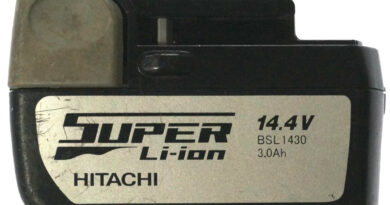 SUPER
Li-ion
HITACHI
14.4V
BSL1430
3.0Ah